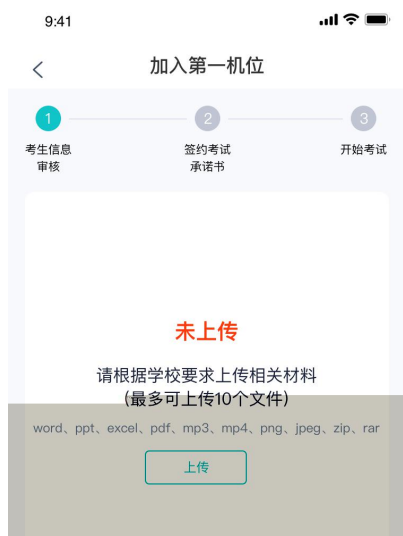 9:41
加入第一机位
1
2
3
考生信息
审核
签约考试
承诺书
开始考试
未上传
请根据学校要求上传相关材料
(最多可上传10个文件)
word、ppt、excel、pdf、mp3、mp4、png、jpeg、zip、rar
上传